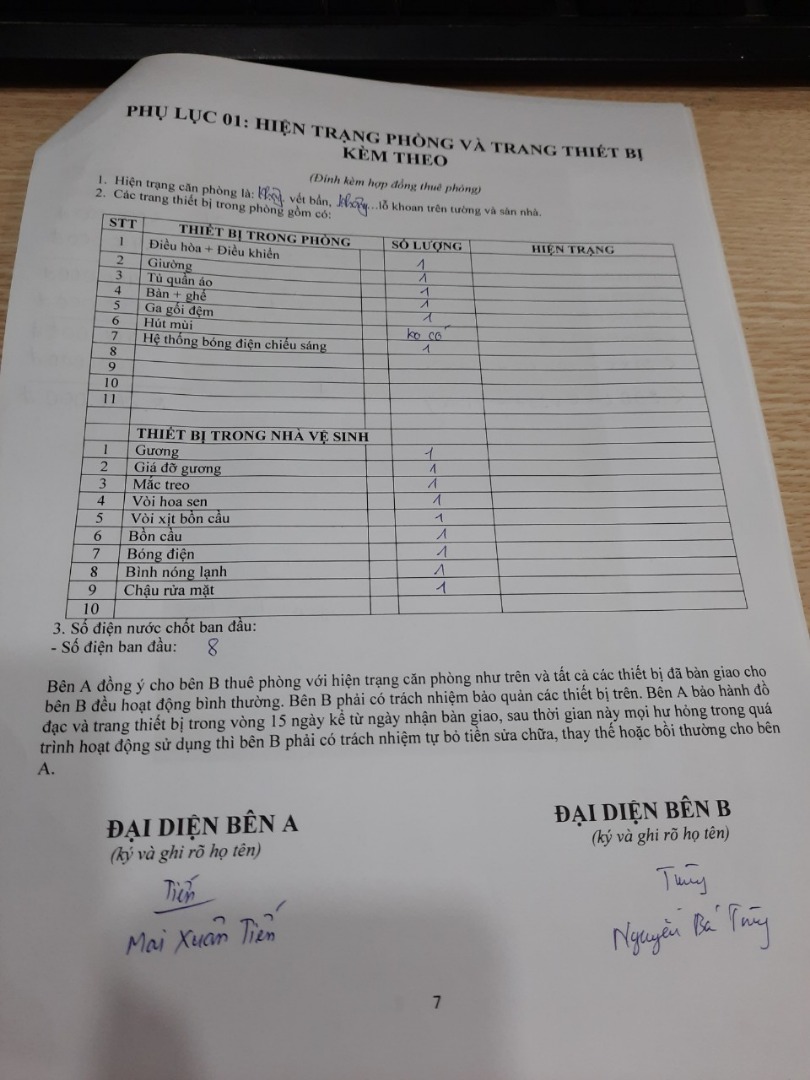 PHỤ LỤC 01: HIỆN TRẠNG PHÒNG VÀ TRANG THIẾT BỊ
KÈM THEO
(Đính kèm hợp đồng thuê phòng)
1. Hiện trạng căn phòng là: không vết bẩn, không...lỗ khoan trên tường và sàn nhà.
2. Các trang thiết bị trong phòng gồm có:
STT THIẾT BỊ TRONG PHÒNG SỐ LƯỢNG HIỆN TRẠNG
1 Điều hòa + Điều khiển 1
2 Giường 1
3 Tủ quần áo 1
4 Bàn + ghế 1
5 Ga gối đệm 1
6 Hút mùi ko có
7 Hệ thống bóng điện chiếu sáng 1
8
9
10
11
THIẾT BỊ TRONG NHÀ VỆ SINH
1 Gương 1
2 Giá đỡ gương 1
3 Mắc treo 1
4 Vòi hoa sen 1
5 Vòi xịt bồn cầu 1
6 Bồn cầu 1
7 Bóng điện 1
8 Bình nóng lạnh 1
9 Chậu rửa mặt 1
10
3. Số điện nước chốt ban đầu:
- Số điện ban đầu: 8
Bên A đồng ý cho bên B thuê phòng với hiện trạng căn phòng như trên và tất cả các thiết bị đã bàn giao cho
bên B đều hoạt động bình thường. Bên B phải có trách nhiệm bảo quản các thiết bị trên. Bên A bảo hành đồ
đạc và trang thiết bị trong vòng 15 ngày kể từ ngày nhận bàn giao, sau thời gian này mọi hư hỏng trong quá
trình hoạt động sử dụng thì bên B phải có trách nhiệm tự bỏ tiền sửa chữa, thay thế hoặc bồi thường cho bên
A.
ĐẠI DIỆN BÊN A
(ký và ghi rõ họ tên)
Tiến
Mai Xuân Tiến
ĐẠI DIỆN BÊN B
(ký và ghi rõ họ tên)
Tùng
Nguyễn Bá Tùng
7